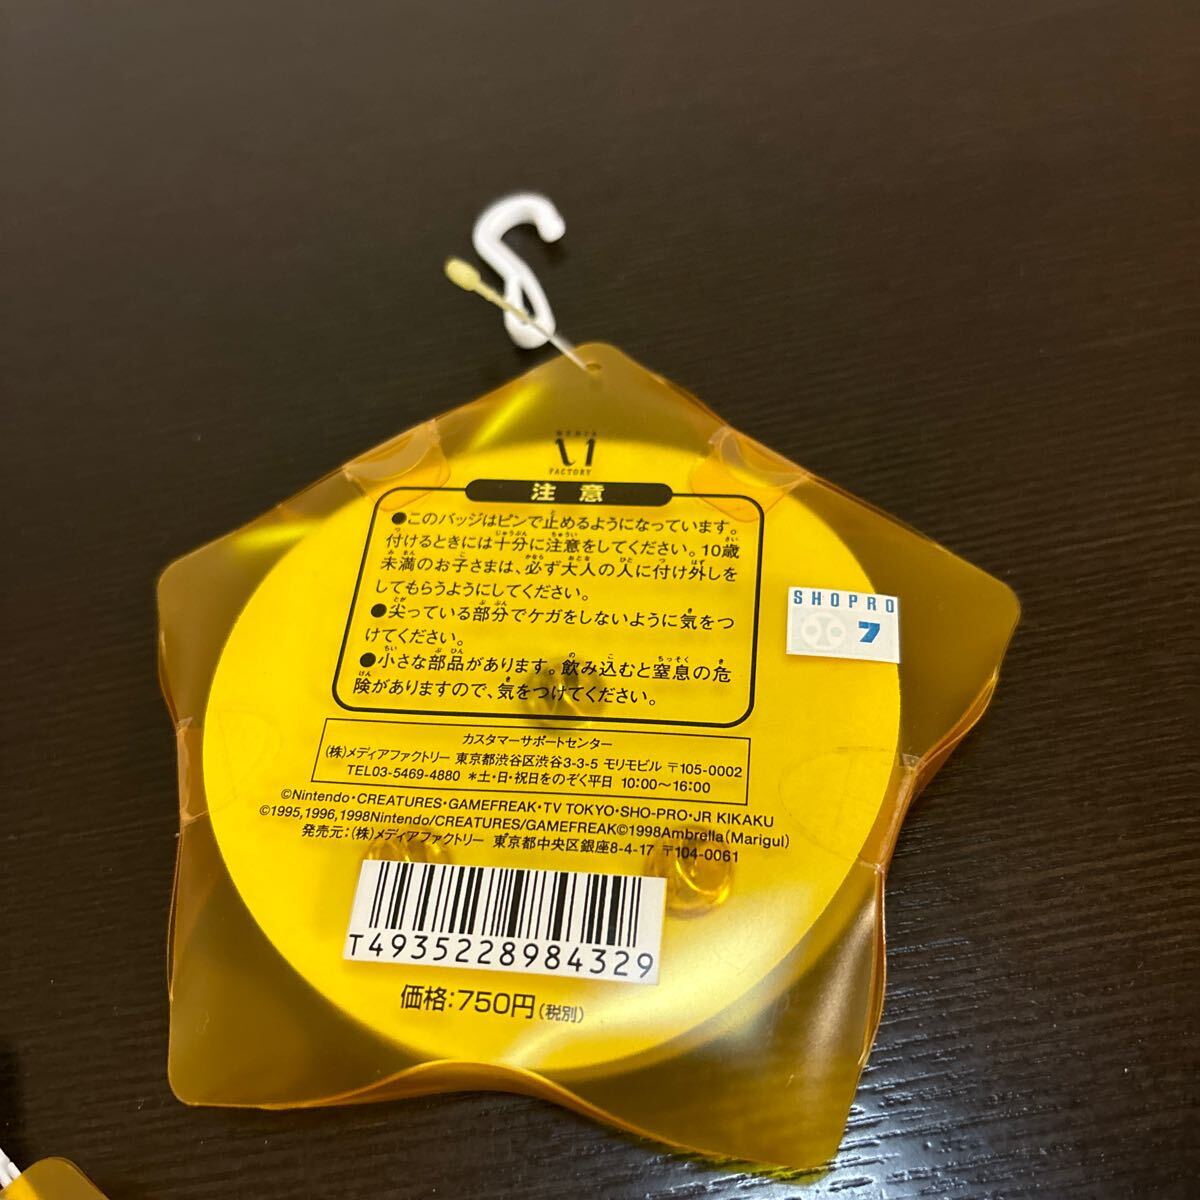 MEDIA
FACTORY
注意
●このバッジはピンで止めるようになっています。
付けるときには十分に注意をしてください。10歳
未満のお子さまは、必ず大人の人に付け外しを
してもらうようにしてください。
●尖っている部分でケガをしないように気をつ
けてください。
●小さな部品があります。飲み込むと窒息の危
険がありますので、気をつけてください。
SHOPRO
7
カスタマーサポートセンター
(株)メディアファクトリー 東京都渋谷区渋谷3-3-5 モリモビル 〒105-0002
TEL03-5469-4880 *土・日・祝日をのぞく平日 10:00〜16:00
©Nintendo・CREATURES・GAMEFREAK・TV TOKYO・SHO-PRO・JR KIKAKU
©1995,1996,1998Nintendo/CREATURES/GAMEFREAK©1998Ambrella(Marigul)
発売元:(株)メディアファクトリー 東京都中央区銀座8-4-17 〒104-0061
T4935228984329
価格:750円(税別)